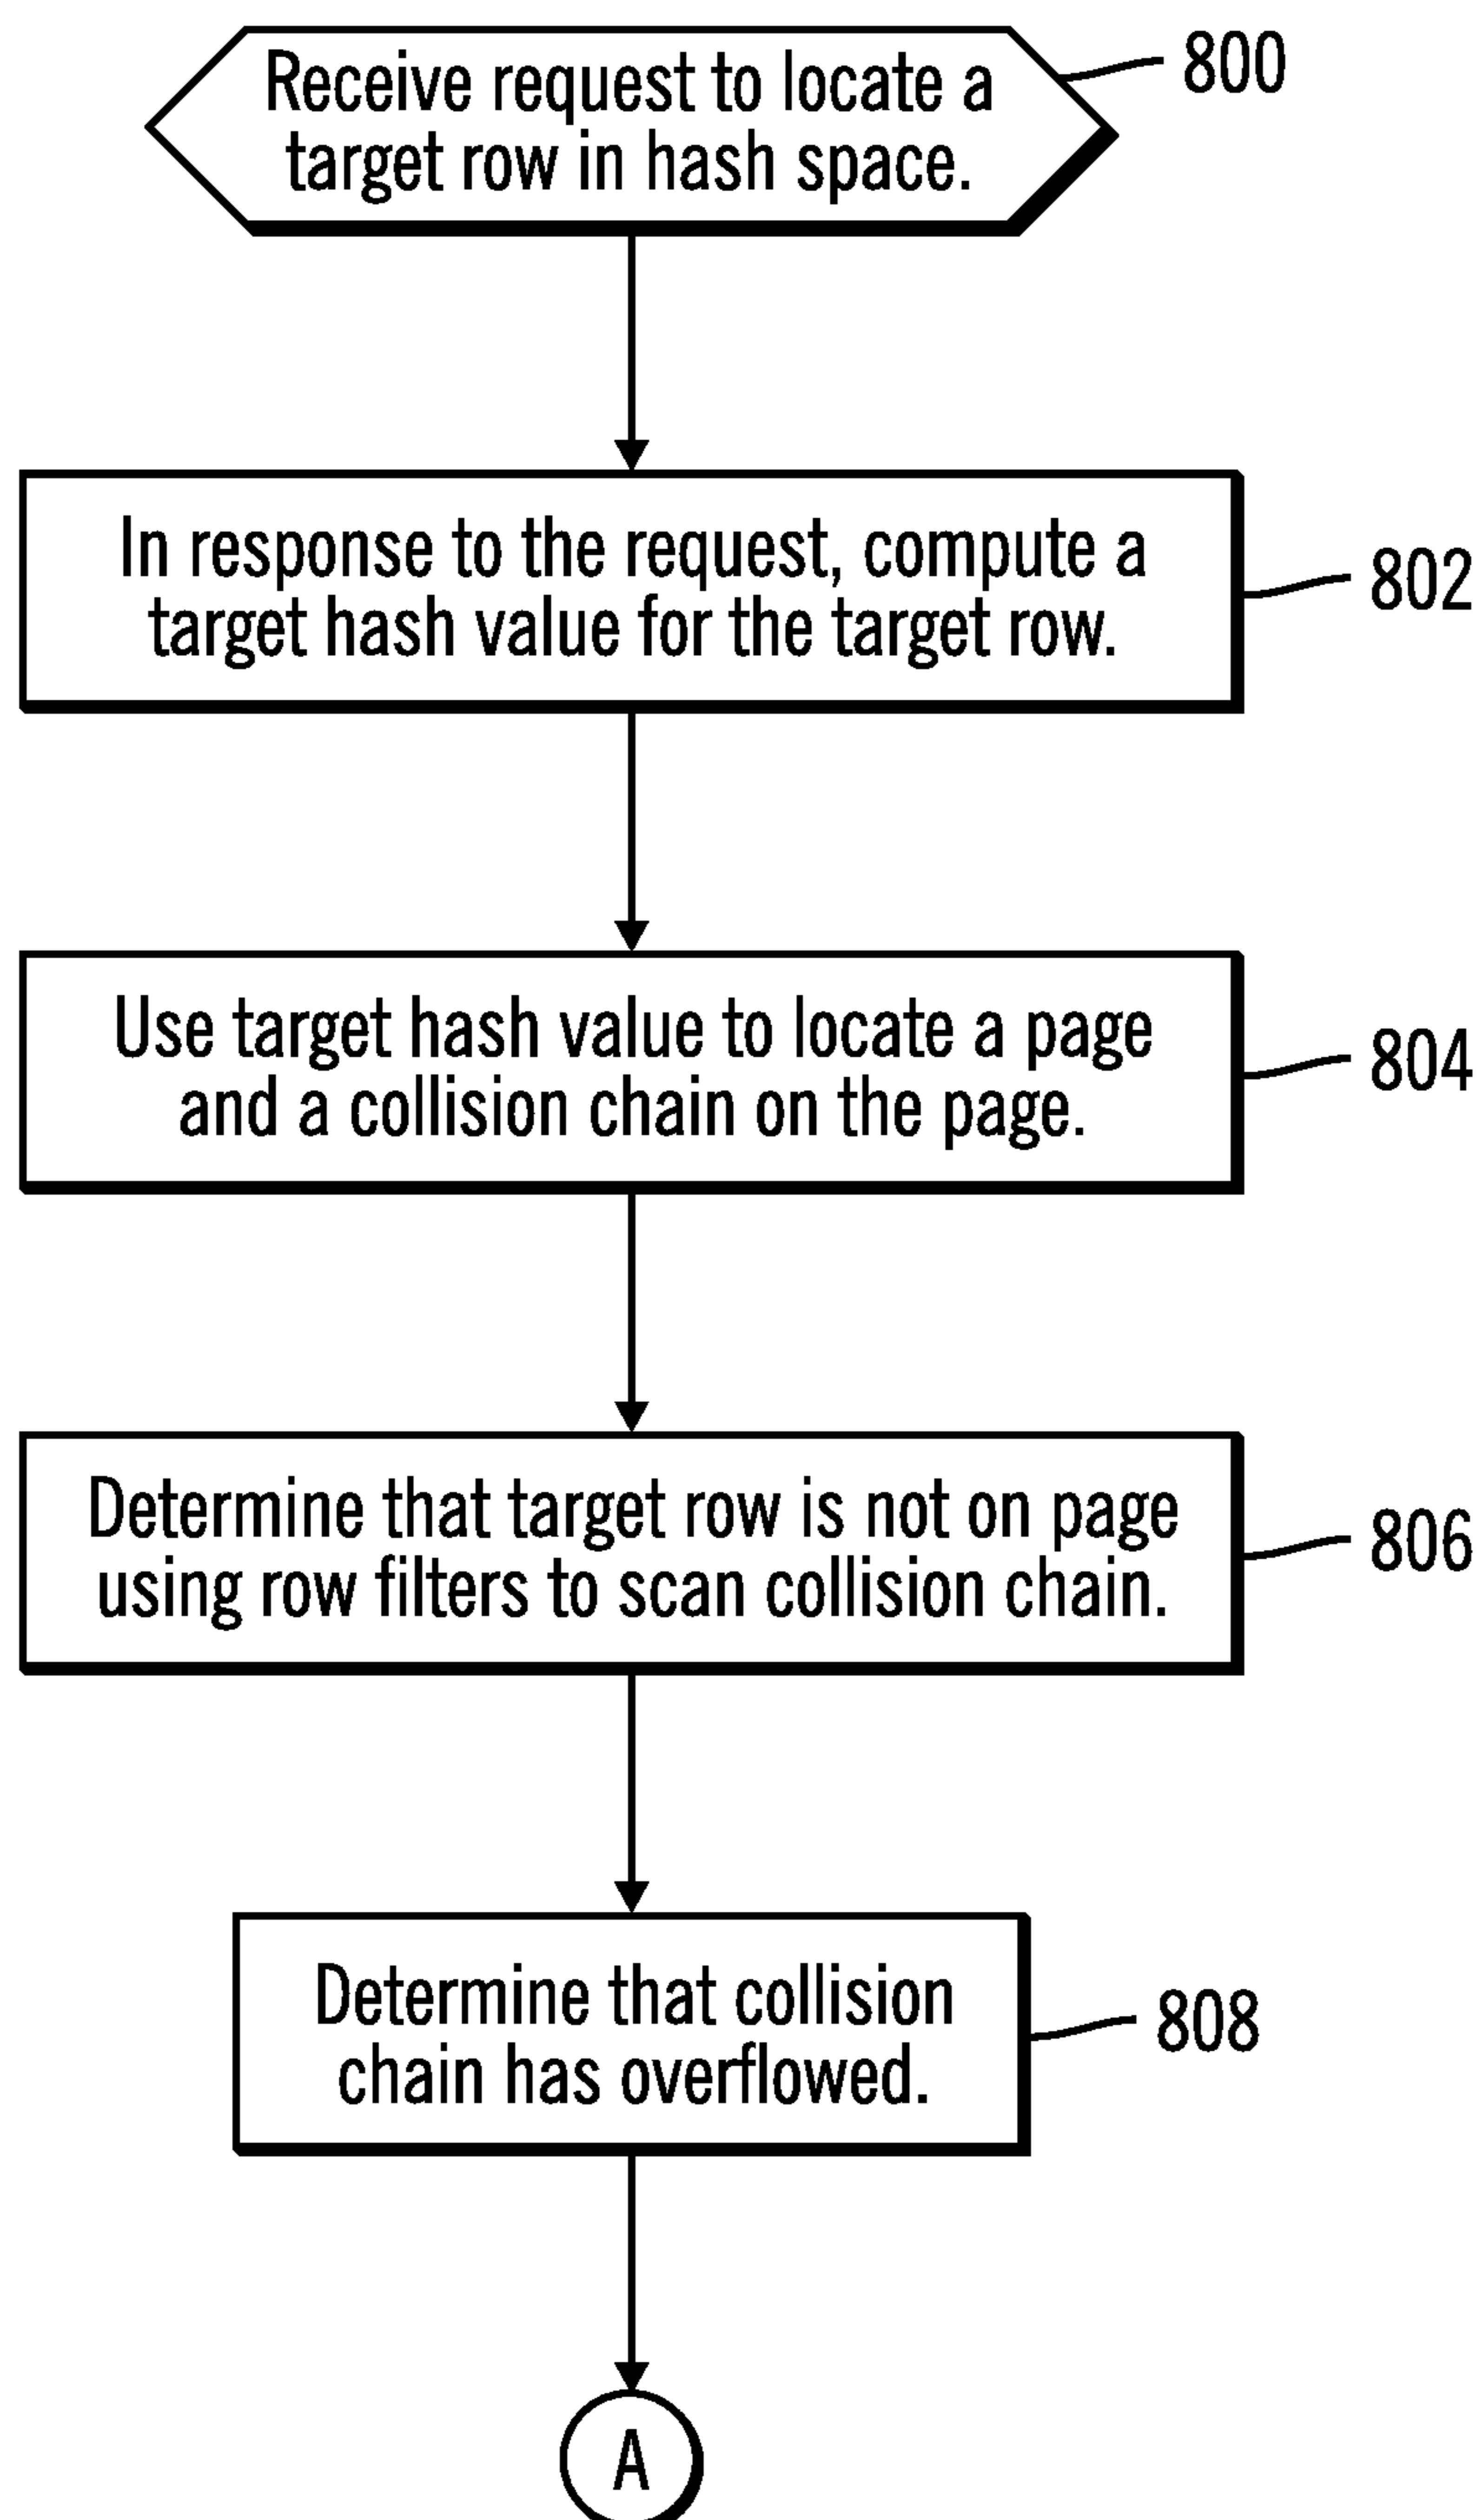 Receive request to locate a
target row in hash space.
800
In response to the request, compute a
target hash value for the target row.
802
Use target hash value to locate a page
and a collision chain on the page.
804
Determine that target row is not on page
using row filters to scan collision chain.
806
Determine that collision
chain has overflowed.
808
A